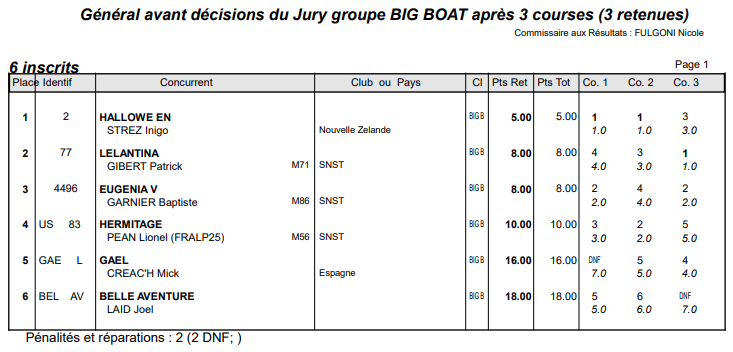 Général avant décisions du Jury groupe BIG BOAT après 3 courses (3 retenues)
Commissaire aux Résultats : FULGONI Nicole
6 inscrits
Page 1
Place Identif Concurrent Club ou Pays Cl Pts Ret Pts Tot Co. 1 Co. 2 Co. 3
1 2 HALLOWE EN BIGB 5.00 5.00 1 1 3
STREZ Inigo Nouvelle Zelande 1.0 1.0 3.0
2 77 LELANTINA BIGB 8.00 8.00 4 3 1
GIBERT Patrick M71 SNST 4.0 3.0 1.0
3 4496 EUGENIA V BIGB 8.00 8.00 2 4 2
GARNIER Baptiste M86 SNST 2.0 4.0 2.0
4 US 83 HERMITAGE BIGB 10.00 10.00 3 2 5
PEAN Lionel (FRALP25) M56 SNST 3.0 2.0 5.0
5 GAE L GAEL BIGB 16.00 16.00 DNF 5 4
CREAC'H Mick Espagne 7.0 5.0 4.0
6 BEL AV BELLE AVENTURE BIGB 18.00 18.00 5 6 DNF
LAID Joel 5.0 6.0 7.0
Pénalités et réparations : 2 (2 DNF; )